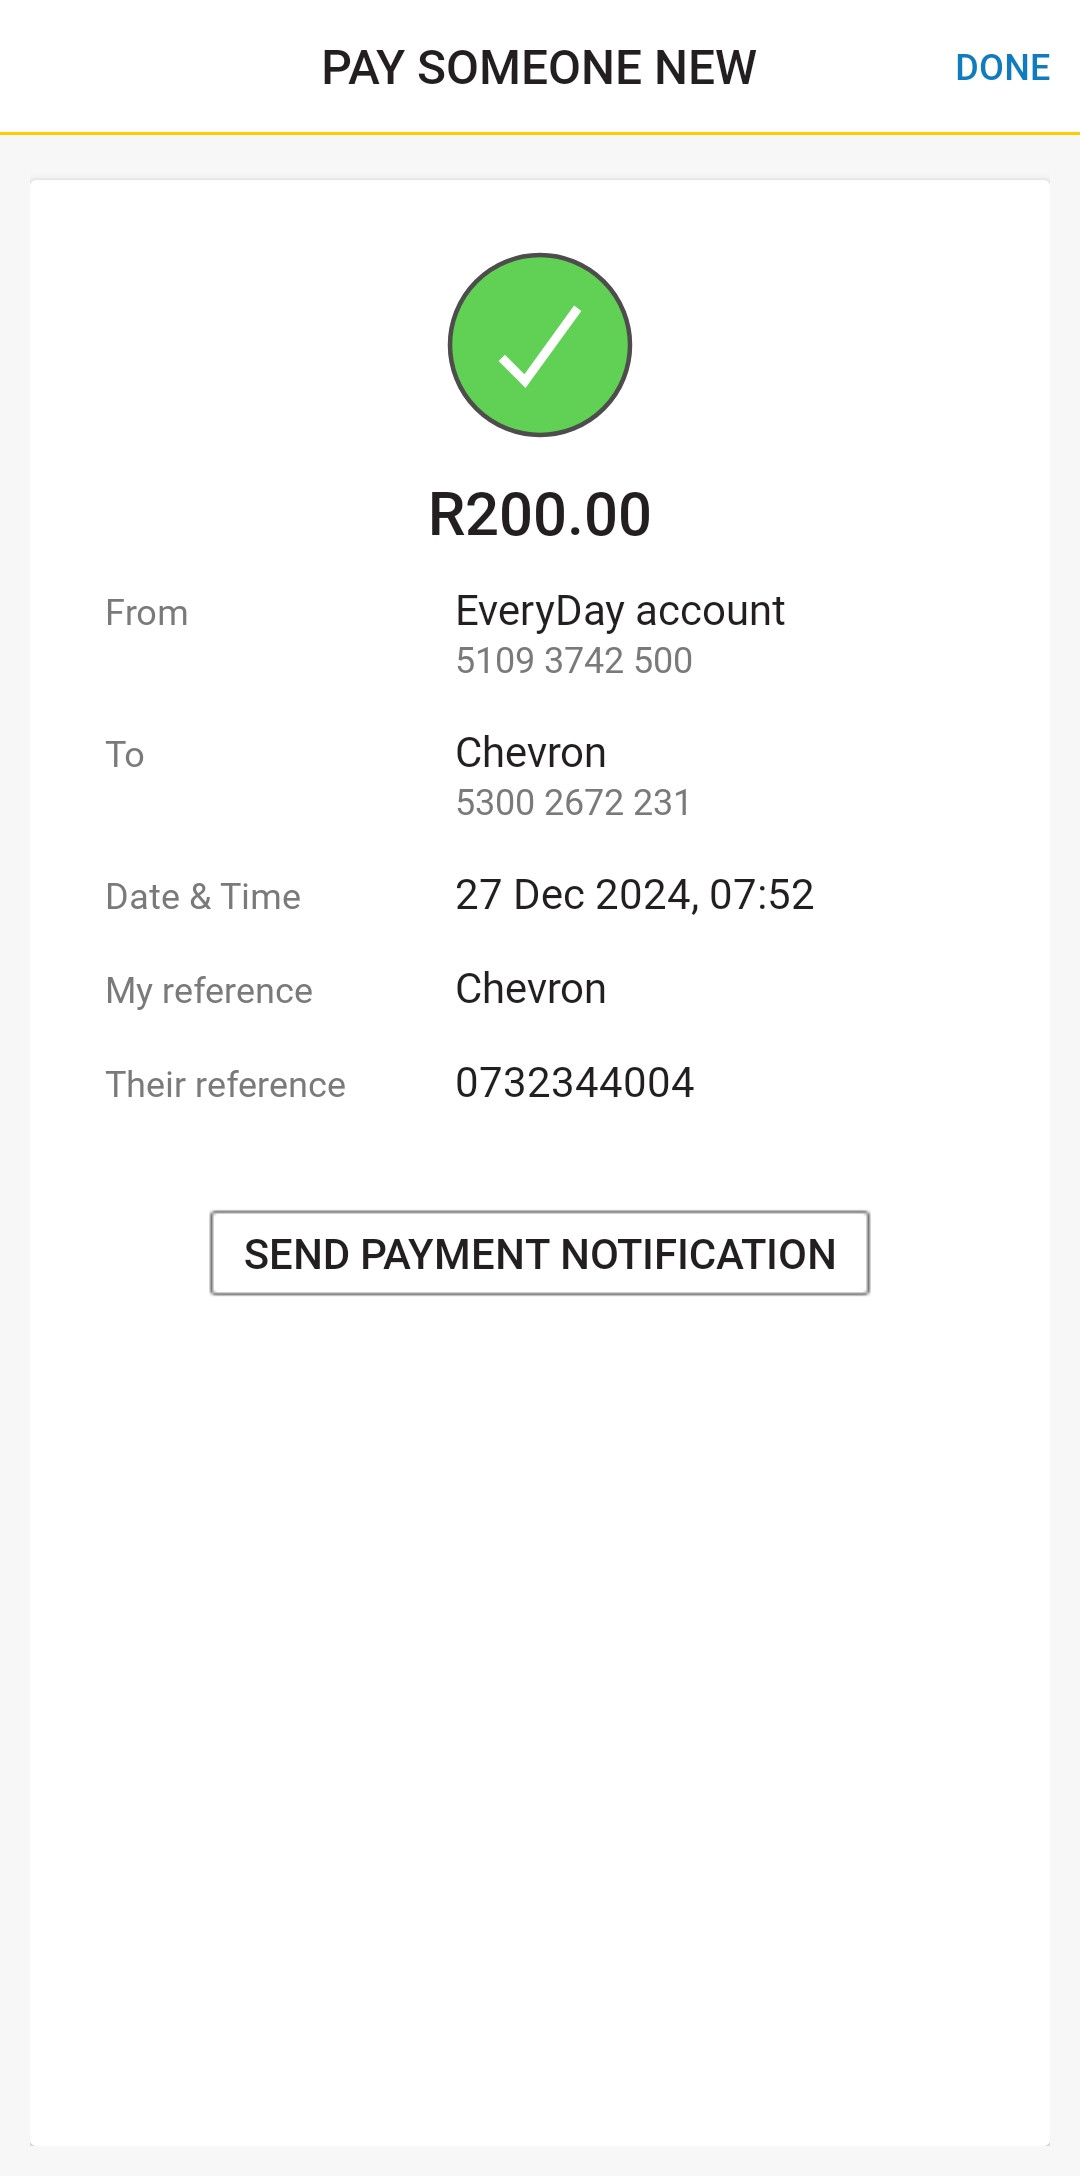 PAY SOMEONE NEW
DONE
R200.00
From
EveryDay account
5109 3742 500
To
Chevron
5300 2672 231
Date & Time
27 Dec 2024, 07:52
My reference
Chevron
Their reference
0732344004
SEND PAYMENT NOTIFICATION